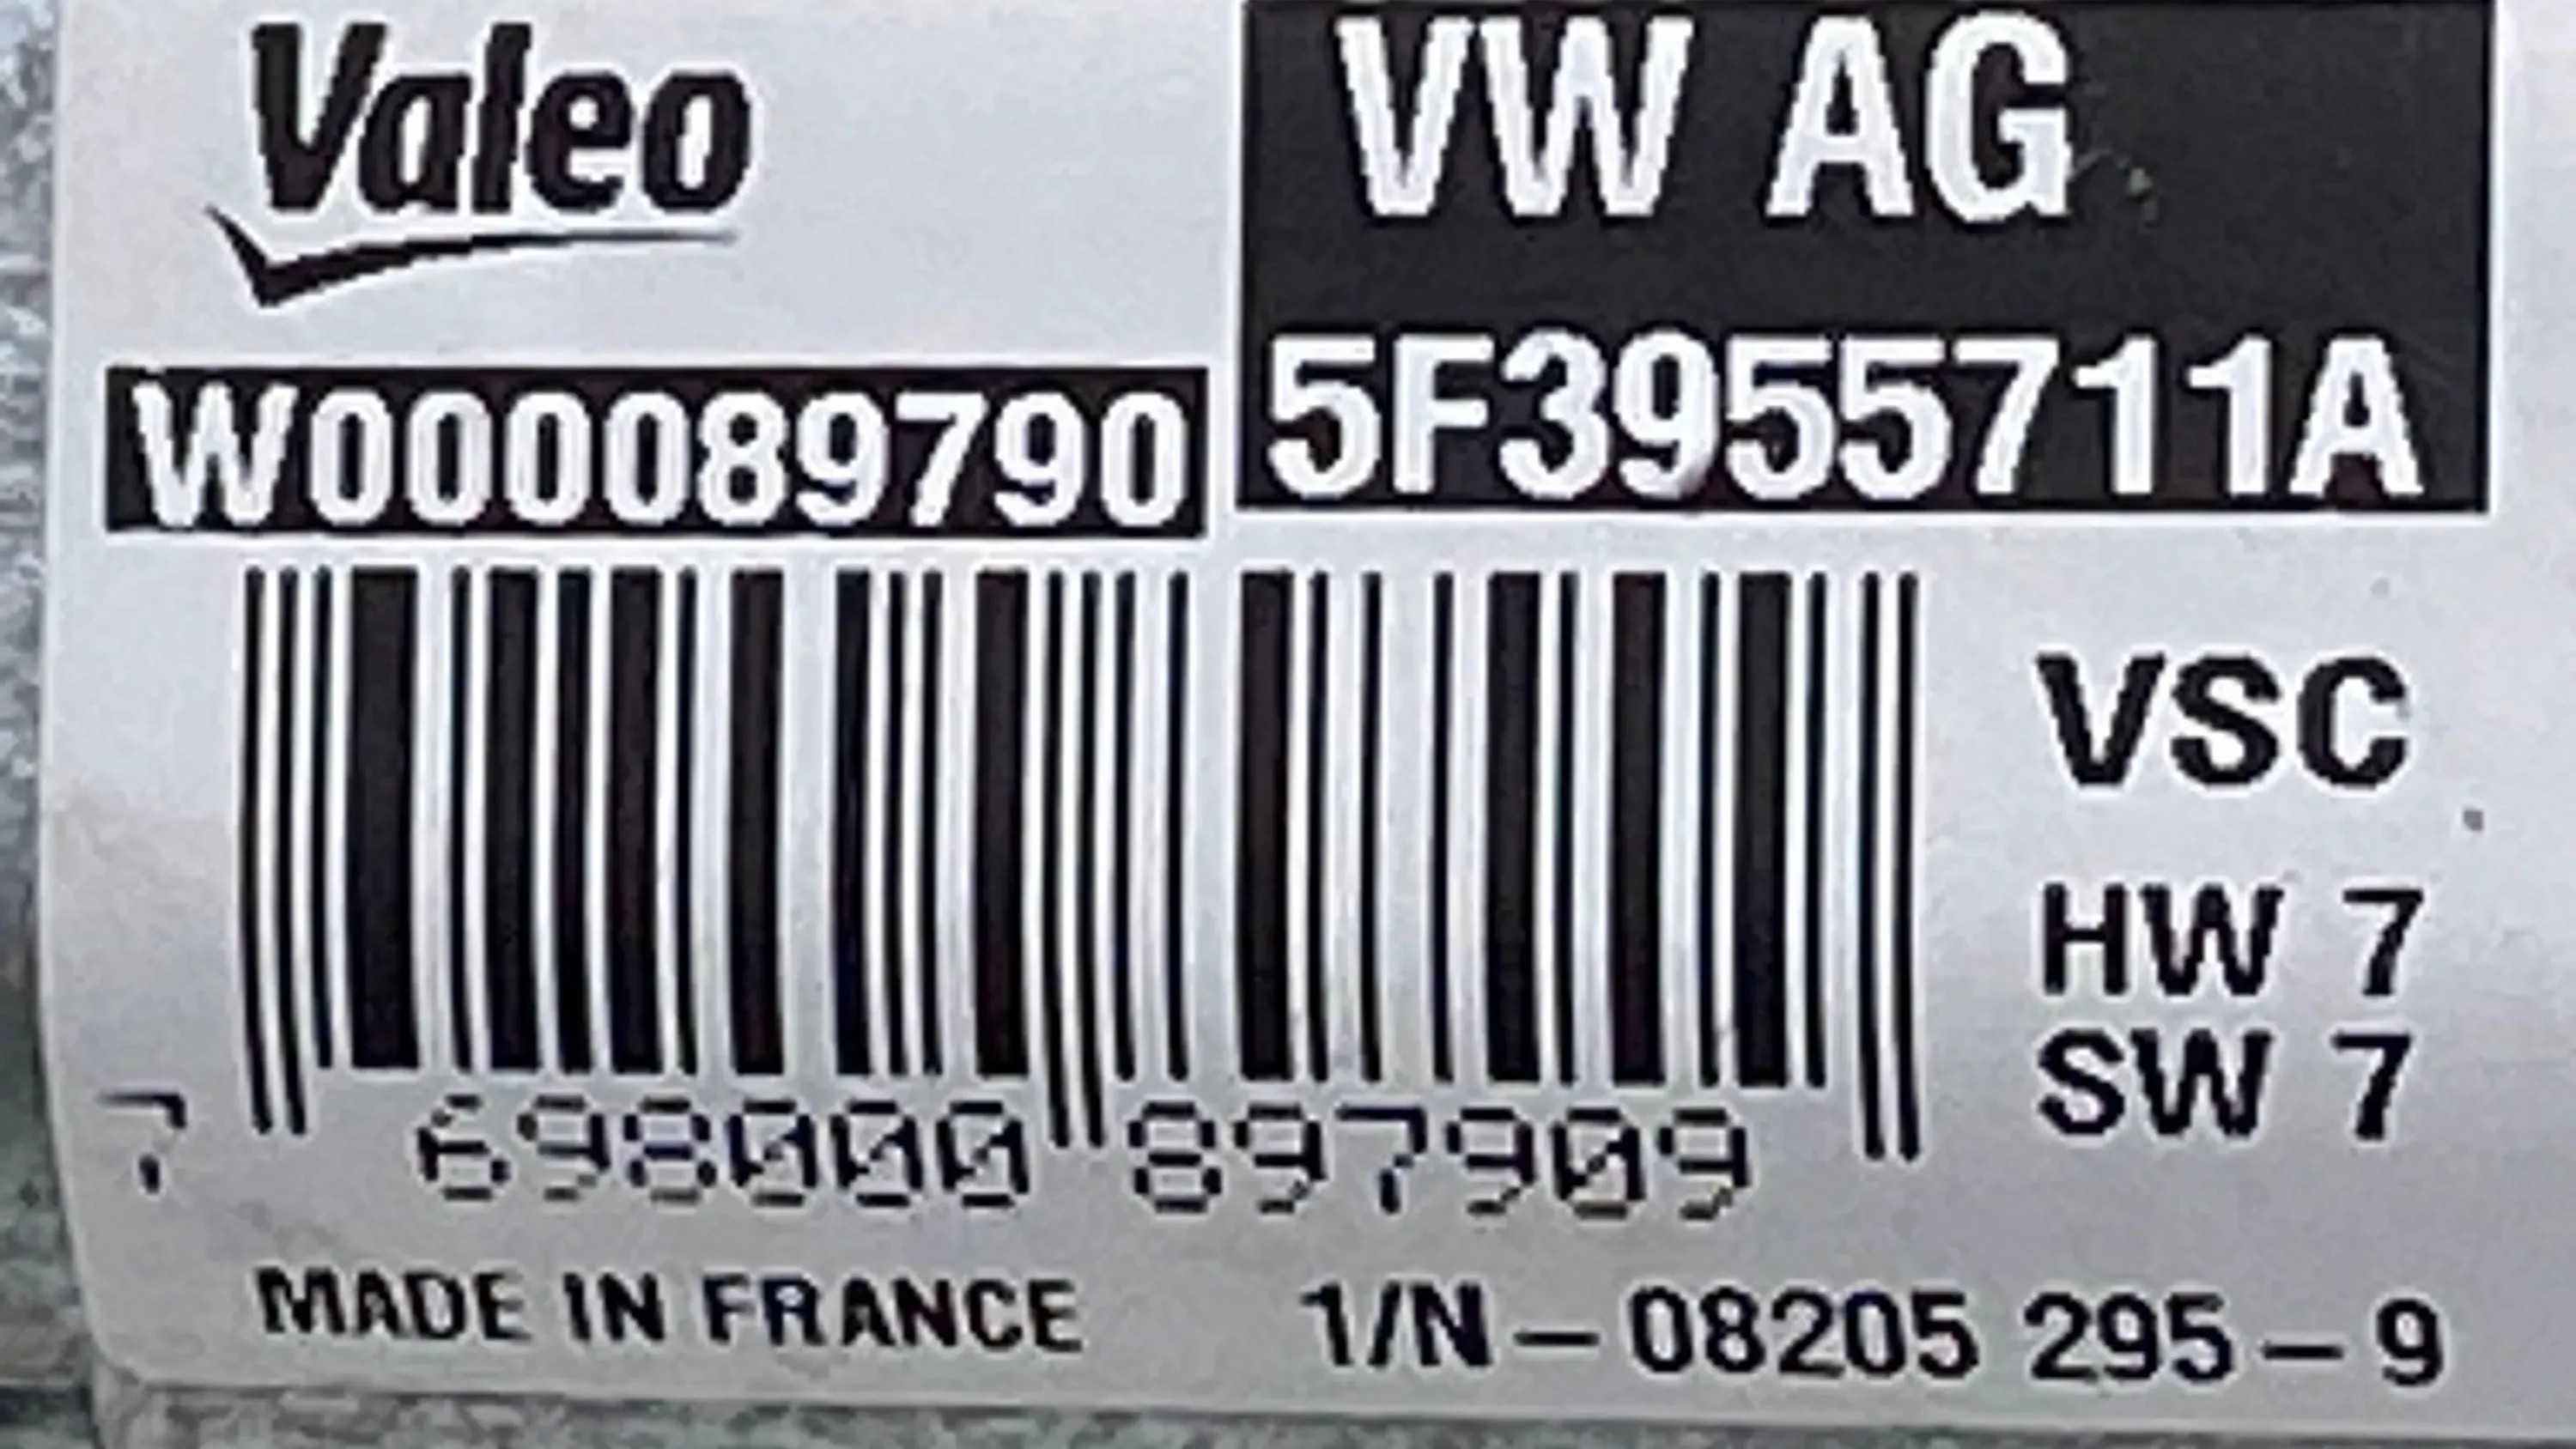 Valeo
VW AG
W000089790
5F3955711A
VSC
HW 7
SW 7
7 698000 897909
MADE IN FRANCE
1/N – 08205 295 – 9